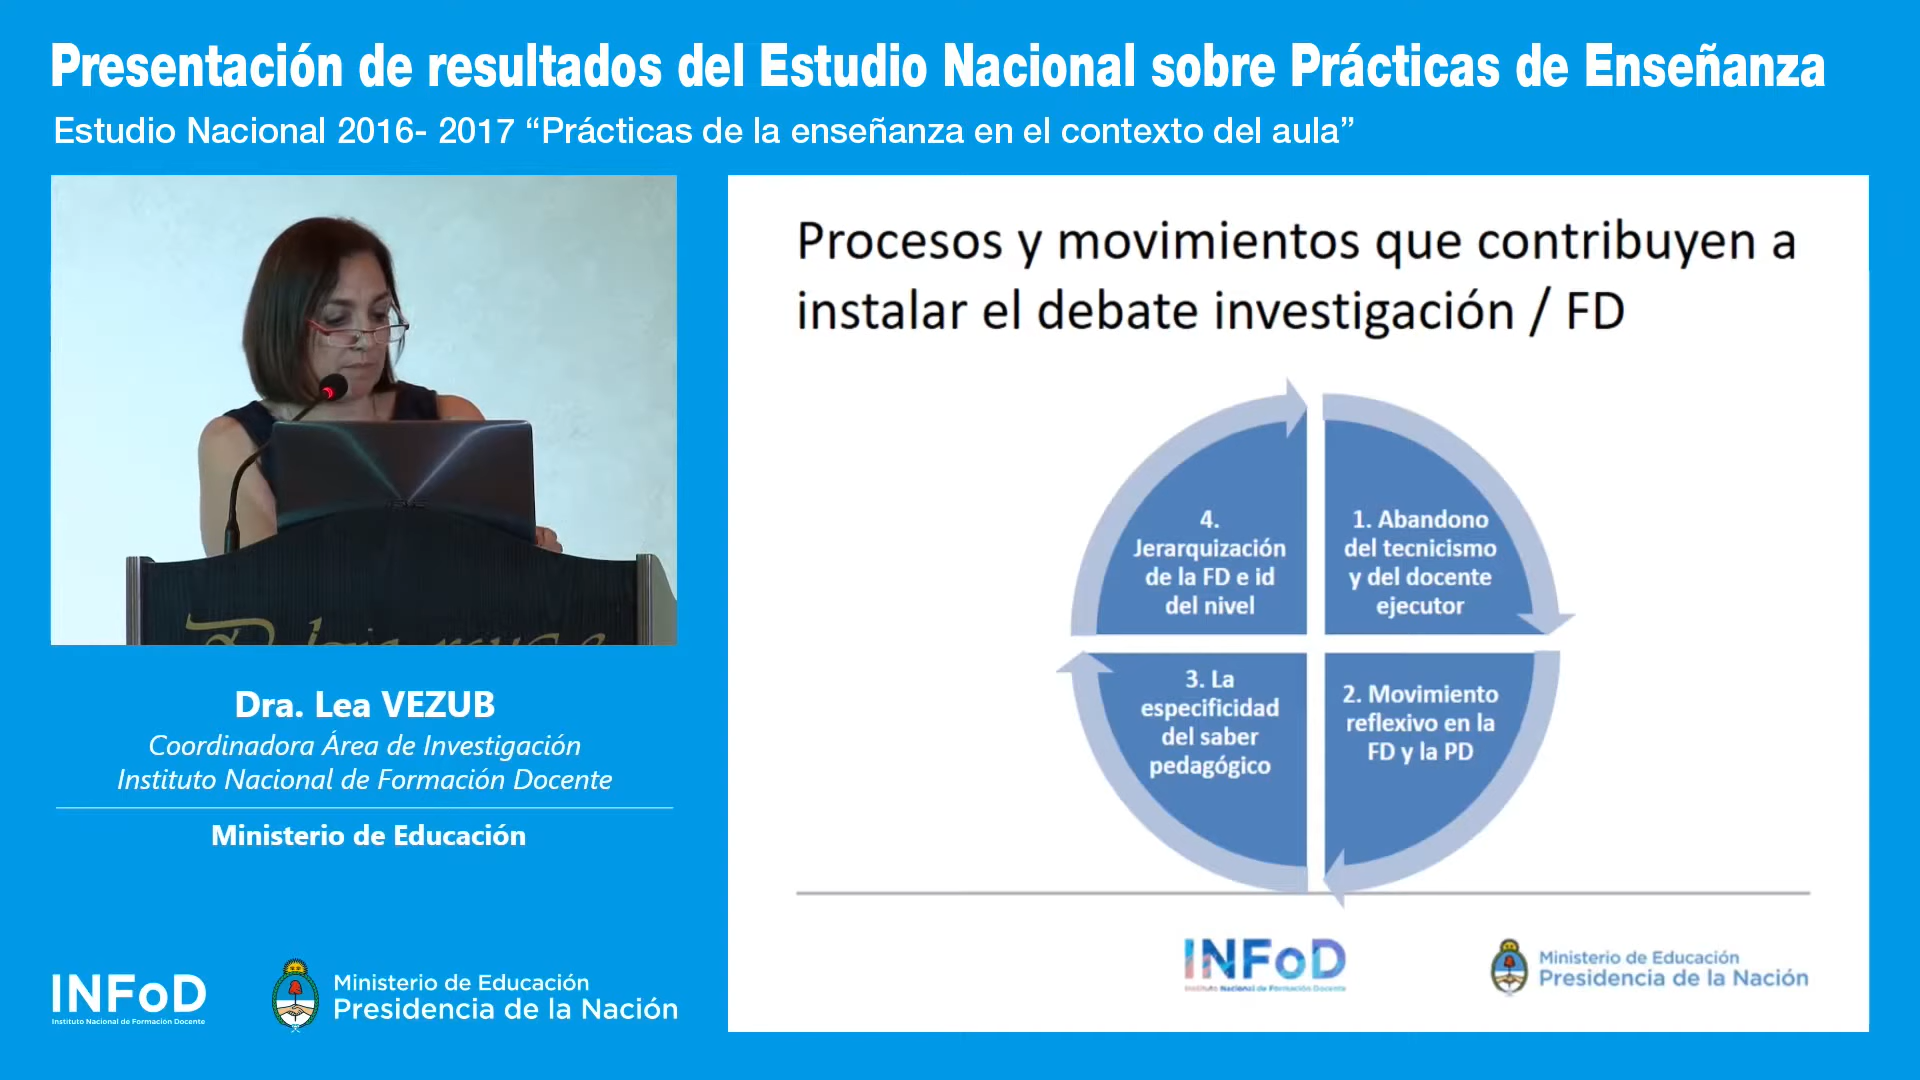 Presentación de resultados del Estudio Nacional sobre Prácticas de Enseñanza
Estudio Nacional 2016- 2017 “Prácticas de la enseñanza en el contexto del aula”
Dra. Lea VEZUB
Coordinadora Área de Investigación
Instituto Nacional de Formación Docente
Ministerio de Educación
INFoD
Instituto Nacional de Formación Docente
Ministerio de Educación
Presidencia de la Nación
Procesos y movimientos que contribuyen a
instalar el debate investigación / FD
1. Abandono
del tecnicismo
y del docente
ejecutor
2. Movimiento
reflexivo en la
FD y la PD
3. La
especificidad
del saber
pedagógico
4.
Jerarquización
de la FD e id
del nivel
INFoD
Instituto Nacional de Formación Docente
Ministerio de Educación
Presidencia de la Nación